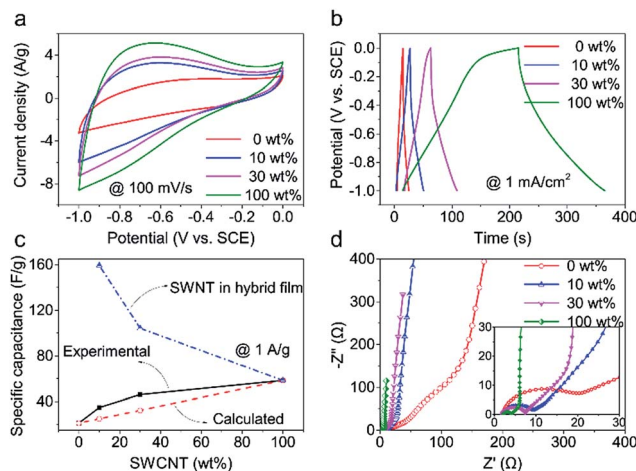 a
Current density (A/g)
8
4
0
-4
-8
0 wt%
10 wt%
30 wt%
100 wt%
@ 100 mV/s
-1.0 -0.8 -0.6 -0.4 -0.2 0.0
Potential (V vs. SCE)
b
Potential (V vs. SCE)
0.0
-0.2
-0.4
-0.6
-0.8
-1.0
0 wt%
10 wt%
30 wt%
100 wt%
@ 1 mA/cm²
0 100 200 300 400
Time (s)
c
Specific capacitance (F/g)
160
120
80
40
0
SWNT in hybrid film
@ 1 A/g
Experimental
Calculated
0 20 40 60 80 100
SWCNT (wt%)
d
-Z" (Ω)
400
300
200
100
0
0 wt%
10 wt%
30 wt%
100 wt%
30
20
10
0
0 10 20 30
0 100 200 300 400
Z' (Ω)